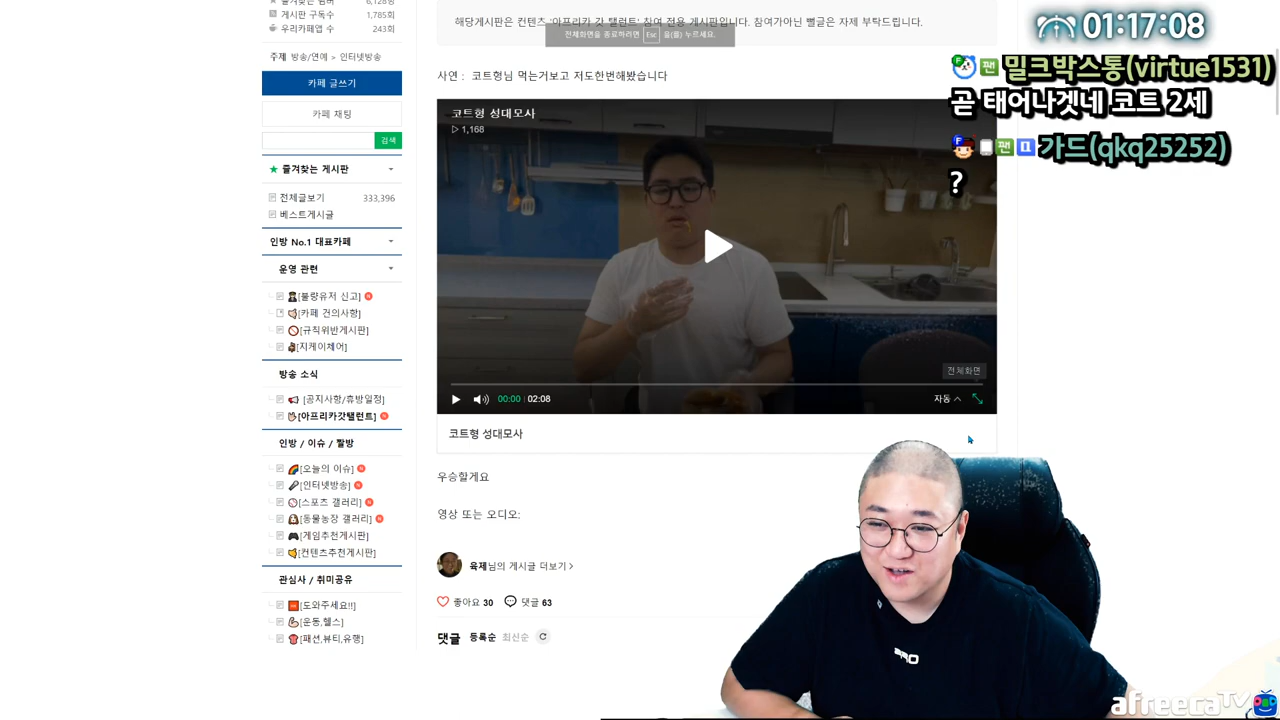 즐겨찾는 멤버 6,128명
게시판 구독수 1,785회
우리카페앱 수 243회
주제 방송/연예 > 인터넷방송
카페 글쓰기
카페 채팅
검색
★ 즐겨찾는 게시판
전체글보기 333,396
베스트게시글
인방 No.1 대표카페
운영 관련
[불량유저 신고] N
[카페 건의사항]
[규칙위반게시판]
[지케이체어]
방송 소식
[공지사항/휴방일정]
[아프리카갓탤런트] N
인방 / 이슈 / 짤방
[오늘의 이슈] N
[인터넷방송] N
[스포츠 갤러리] N
[동물농장 갤러리] N
[게임추천게시판]
[컨텐츠추천게시판]
관심사 / 취미공유
[도와주세요!!]
[운동,헬스]
[패션,뷰티,유행]
해당게시판은 컨텐츠 '아프리카 갓 탤런트' 참여 전용 게시판입니다. 참여가아닌 뻘글은 자제 부탁드립니다.
전체화면을 종료하려면 Esc 을(를) 누르세요.
사연 : 코트형님 먹는거보고 저도한번해봤습니다
코트형 성대모사
▷ 1,168
전체화면
00:00 02:08
자동
코트형 성대모사
우승할게요
영상 또는 오디오:
육제님의 게시글 더보기 >
좋아요 30 댓글 63
댓글 등록순 최신순
01:17:08
F 팬 밀크박스통(virtue1531)
곧 태어나겟네 코트 2세
F 팬 가드(qkq25252)
?
afreecaTV